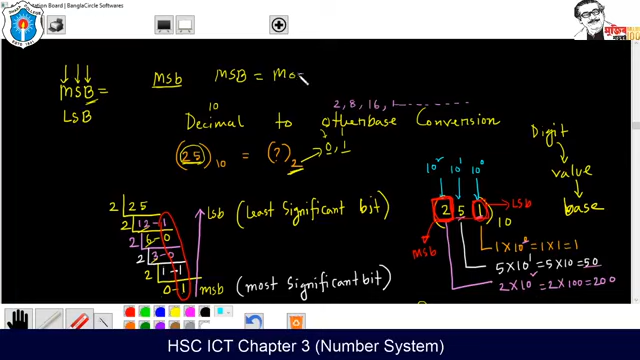 Board | BanglaCircle Softwares
মুজিব
100
MSB
LSB
msb
MSB = Mo
10
2, 8, 16, 1
Decimal to Otherbase Conversion
(25)10 = (?)2 → 0, 1
2 | 25
2 | 12 - 1
2 | 6 - 0
2 | 3 - 0
2 | 1 - 1
0 - 1
Lsb (Least Significant bit)
msb (most Significant bit)
Digit
value
base
10² 10¹ 10⁰
(2 5 1)10
Lsb
msb
1×10⁰ = 1×1 = 1
5×10¹ = 5×10 = 50
2×10² = 2×100 = 200
HSC ICT Chapter 3 (Number System)